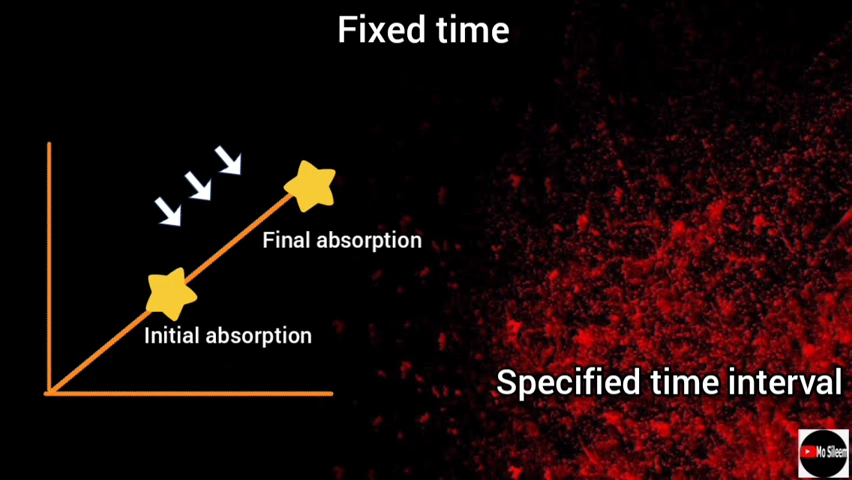 Fixed time
Final absorption
Initial absorption
Specified time interval
Mo Sileem